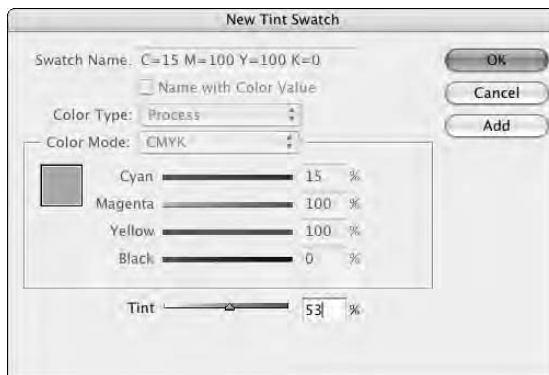 New Tint Swatch
Swatch Name: C=15 M=100 Y=100 K=0
Name with Color Value
Color Type: Process
Color Mode: CMYK
Cyan 15 %
Magenta 100 %
Yellow 100 %
Black 0 %
Tint 53 %
OK
Cancel
Add